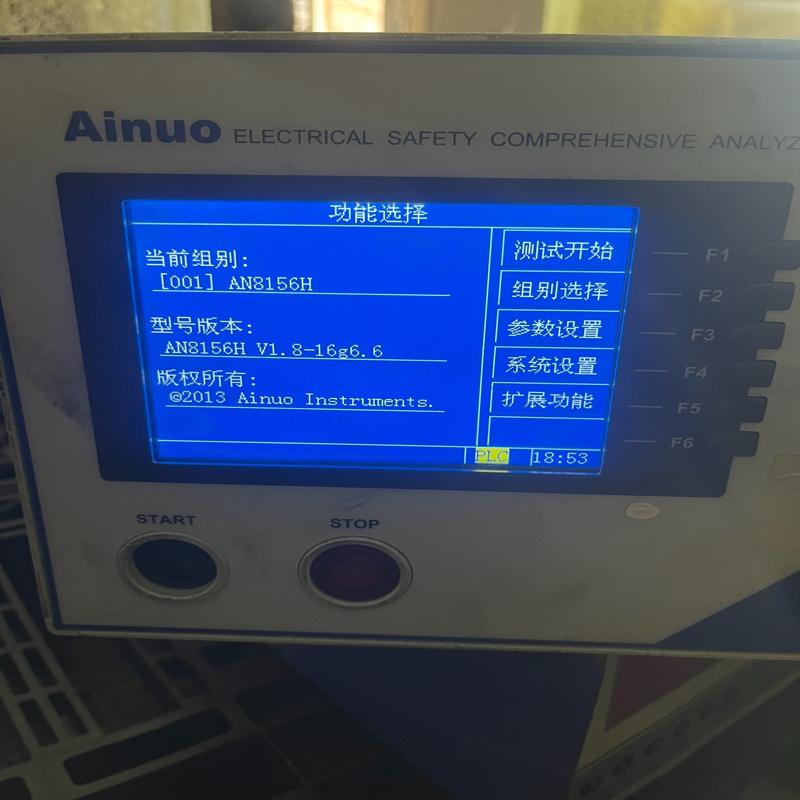 Ainuo ELECTRICAL SAFETY COMPREHENSIVE ANALYZ
功能选择
当前组别:
[001] AN8156H
型号版本:
AN8156H V1.8-16g6.6
版权所有:
©2013 Ainuo Instruments.
测试开始
组别选择
参数设置
系统设置
扩展功能
PLC 18:53
F1
F2
F3
F4
F5
F6
START
STOP